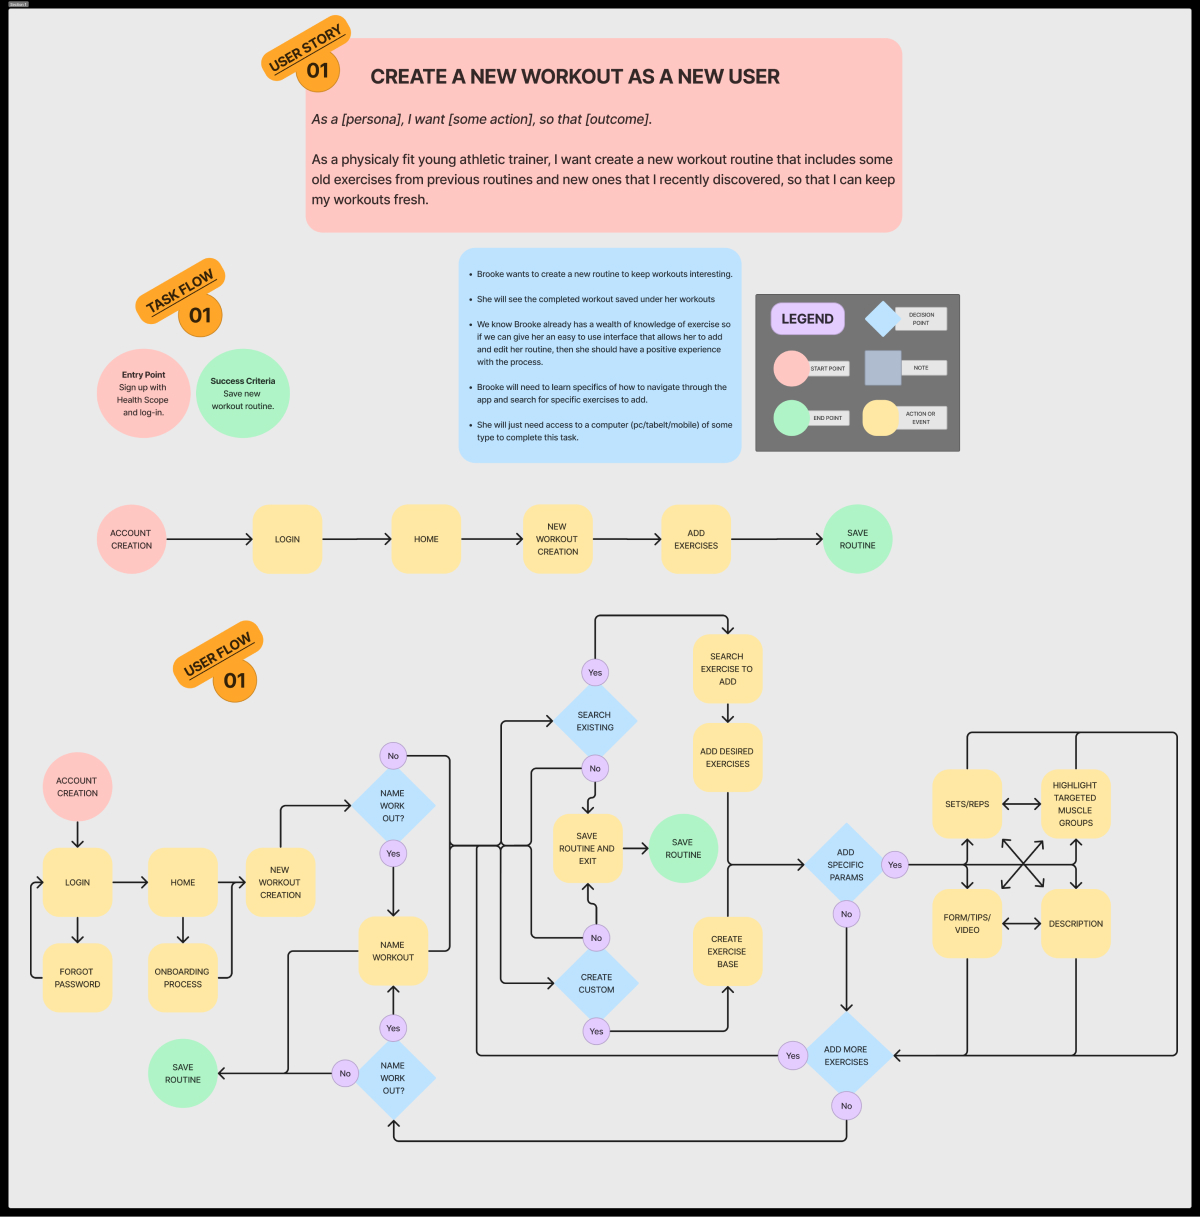 USER STORY
01
CREATE A NEW WORKOUT AS A NEW USER
As a [persona], I want [some action], so that [outcome].
As a physicaly fit young athletic trainer, I want create a new workout routine that includes some
old exercises from previous routines and new ones that I recently discovered, so that I can keep
my workouts fresh.
TASK FLOW
01
Entry Point
Sign up with
Health Scope
and log-in.
Success Criteria
Save new
workout routine.
• Brooke wants to create a new routine to keep workouts interesting.
• She will see the completed workout saved under her workouts
• We know Brooke already has a wealth of knowledge of exercise so
if we can give her an easy to use interface that allows her to add
and edit her routine, then she should have a positive experience
with the process.
• Brooke will need to learn specifics of how to navigate through the
app and search for specific exercises to add.
• She will just need access to a computer (pc/tabelt/mobile) of some
type to complete this task.
LEGEND
DECISION
POINT
START POINT
NOTE
END POINT
ACTION OR
EVENT
ACCOUNT
CREATION
LOGIN
HOME
NEW
WORKOUT
CREATION
ADD
EXERCISES
SAVE
ROUTINE
USER FLOW
01
ACCOUNT
CREATION
LOGIN
FORGOT
PASSWORD
HOME
ONBOARDING
PROCESS
NEW
WORKOUT
CREATION
No
NAME
WORK
OUT?
Yes
NAME
WORKOUT
Yes
NAME
WORK
OUT?
No
SAVE
ROUTINE
Yes
SEARCH
EXISTING
No
SAVE
ROUTINE AND
EXIT
SAVE
ROUTINE
No
CREATE
CUSTOM
Yes
SEARCH
EXERCISE TO
ADD
ADD DESIRED
EXERCISES
CREATE
EXERCISE
BASE
ADD
SPECIFIC
PARAMS
Yes
No
SETS/REPS
HIGHLIGHT
TARGETED
MUSCLE
GROUPS
FORM/TIPS/
VIDEO
DESCRIPTION
Yes
ADD MORE
EXERCISES
No